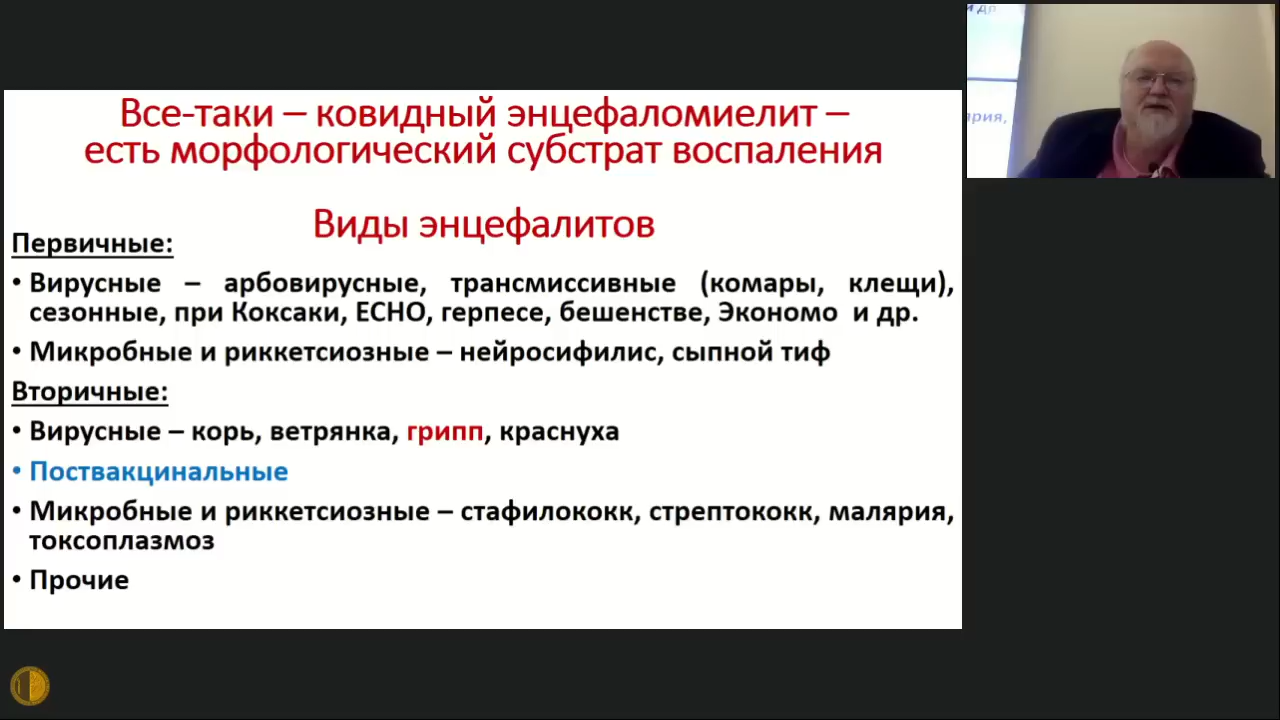 Все-таки – ковидный энцефаломиелит –
есть морфологический субстрат воспаления
Виды энцефалитов
Первичные:
• Вирусные – арбовирусные, трансмиссивные (комары, клещи),
сезонные, при Коксаки, ECHO, герпесе, бешенстве, Экономо и др.
• Микробные и риккетсиозные – нейросифилис, сыпной тиф
Вторичные:
• Вирусные – корь, ветрянка, грипп, краснуха
• Поствакцинальные
• Микробные и риккетсиозные – стафилококк, стрептококк, малярия,
токсоплазмоз
• Прочие
и др